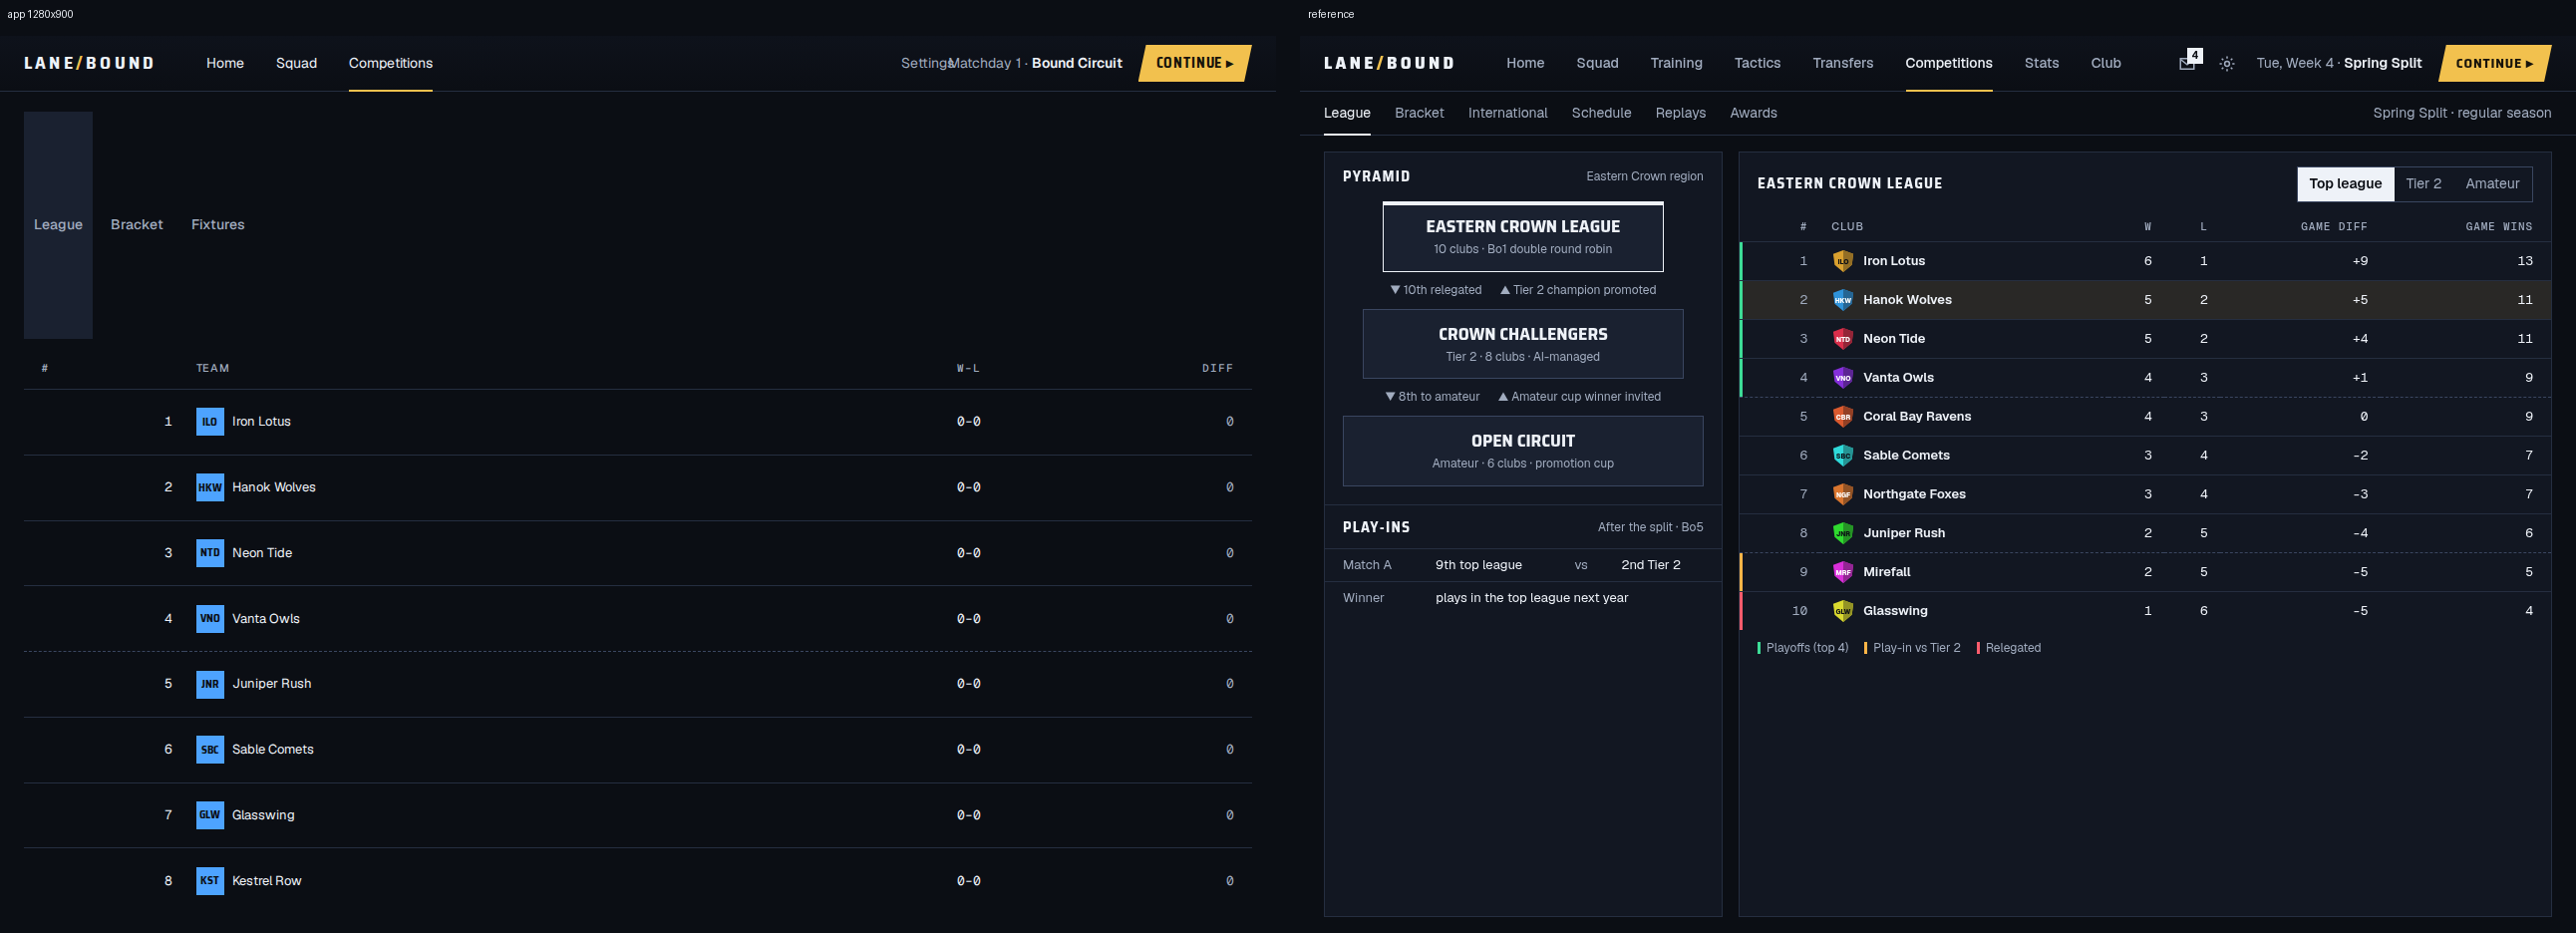 app 1280x900
LANE/BOUND Home Squad Competitions Settings Matchday 1 · Bound Circuit CONTINUE ▸
League Bracket Fixtures
# TEAM W-L DIFF
1 ILO Iron Lotus 0-0 0
2 HKW Hanok Wolves 0-0 0
3 NTD Neon Tide 0-0 0
4 VNO Vanta Owls 0-0 0
5 JNR Juniper Rush 0-0 0
6 SBC Sable Comets 0-0 0
7 GLW Glasswing 0-0 0
8 KST Kestrel Row 0-0 0
reference
LANE/BOUND Home Squad Training Tactics Transfers Competitions Stats Club 4 Tue, Week 4 · Spring Split CONTINUE ▸
League Bracket International Schedule Replays Awards Spring Split · regular season
PYRAMID Eastern Crown region
EASTERN CROWN LEAGUE
10 clubs · Bo1 double round robin
▼ 10th relegated ▲ Tier 2 champion promoted
CROWN CHALLENGERS
Tier 2 · 8 clubs · AI-managed
▼ 8th to amateur ▲ Amateur cup winner invited
OPEN CIRCUIT
Amateur · 6 clubs · promotion cup
PLAY-INS After the split · Bo5
Match A 9th top league vs 2nd Tier 2
Winner plays in the top league next year
EASTERN CROWN LEAGUE Top league Tier 2 Amateur
# CLUB W L GAME DIFF GAME WINS
1 ILO Iron Lotus 6 1 +9 13
2 HKW Hanok Wolves 5 2 +5 11
3 NTD Neon Tide 5 2 +4 11
4 VNO Vanta Owls 4 3 +1 9
5 CBR Coral Bay Ravens 4 3 0 9
6 SBC Sable Comets 3 4 -2 7
7 NGF Northgate Foxes 3 4 -3 7
8 JNR Juniper Rush 2 5 -4 6
9 MRF Mirefall 2 5 -5 5
10 GLW Glasswing 1 6 -5 4
Playoffs (top 4) Play-in vs Tier 2 Relegated